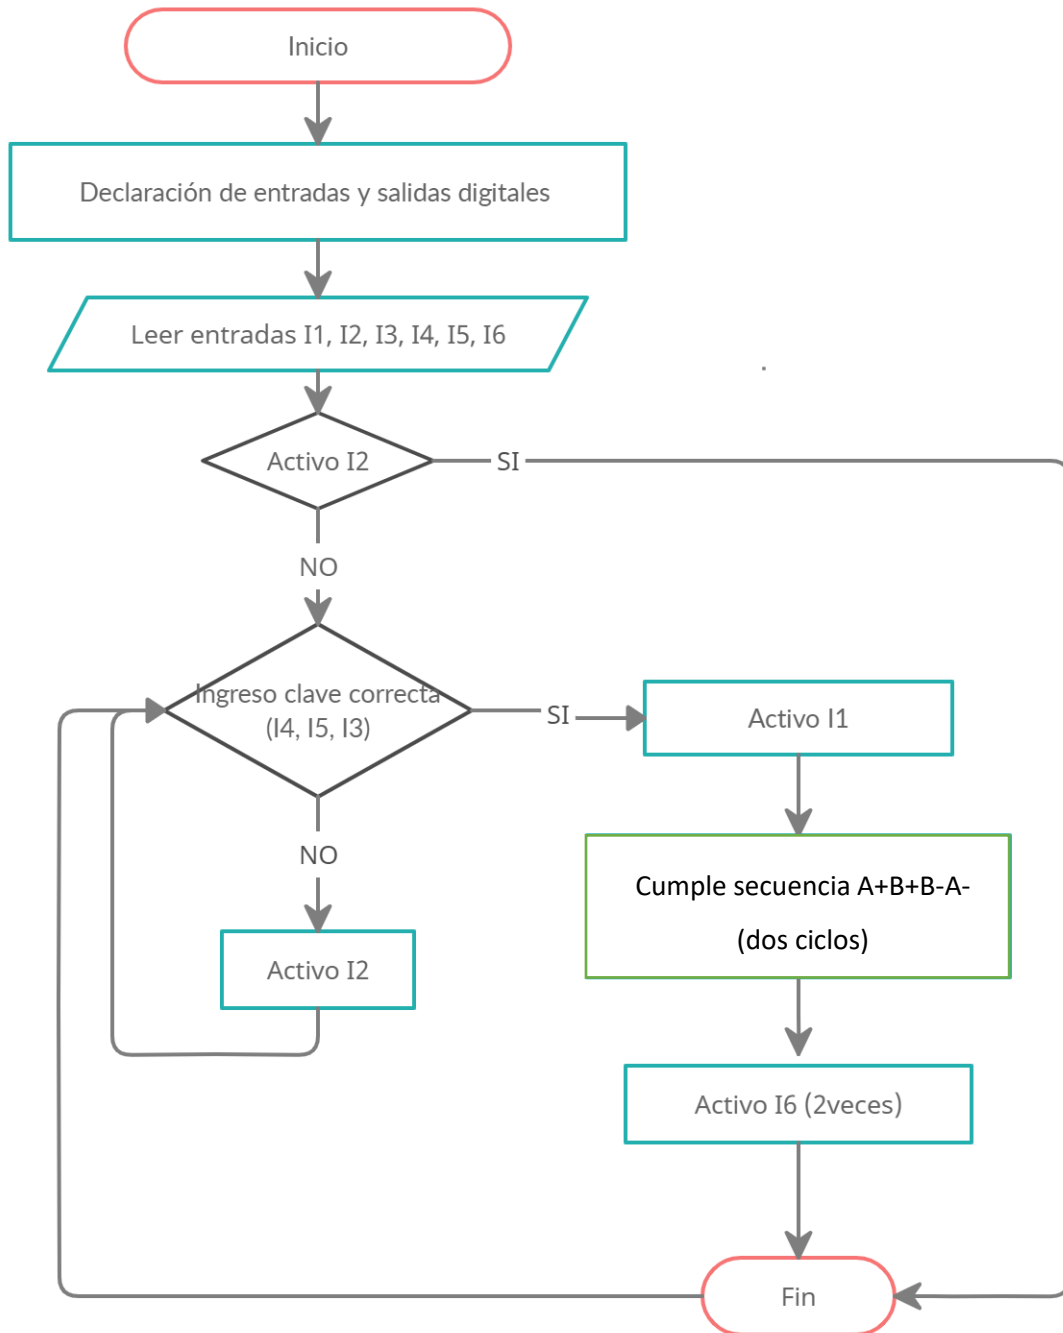 Inicio
Declaración de entradas y salidas digitales
Leer entradas I1, I2, I3, I4, I5, I6
Activo I2
SI
NO
Ingreso clave correcta
(I4, I5, I3)
SI
Activo I1
NO
Cumple secuencia A+B+B-A-
(dos ciclos)
Activo I2
Activo I6 (2veces)
Fin